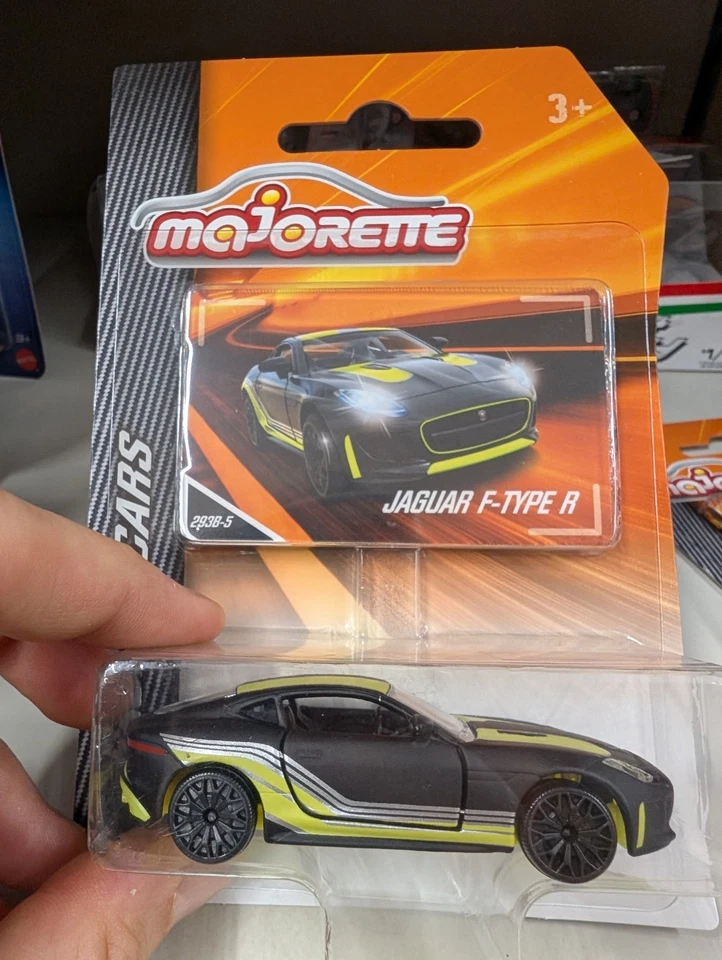 3+
majorette
JAGUAR F-TYPE R
293B-5
CARS